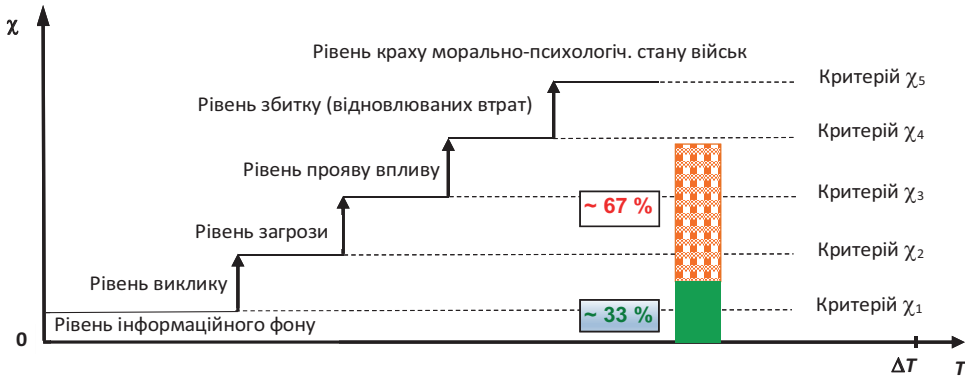 χ
Рівень краху морально-психологіч. стану військ
Критерій χ5
Рівень збитку (відновлюваних втрат)
Критерій χ4
Рівень прояву впливу
Критерій χ3
~ 67 %
Рівень загрози
Критерій χ2
Рівень виклику
Критерій χ1
~ 33 %
Рівень інформаційного фону
0
ΔT
T